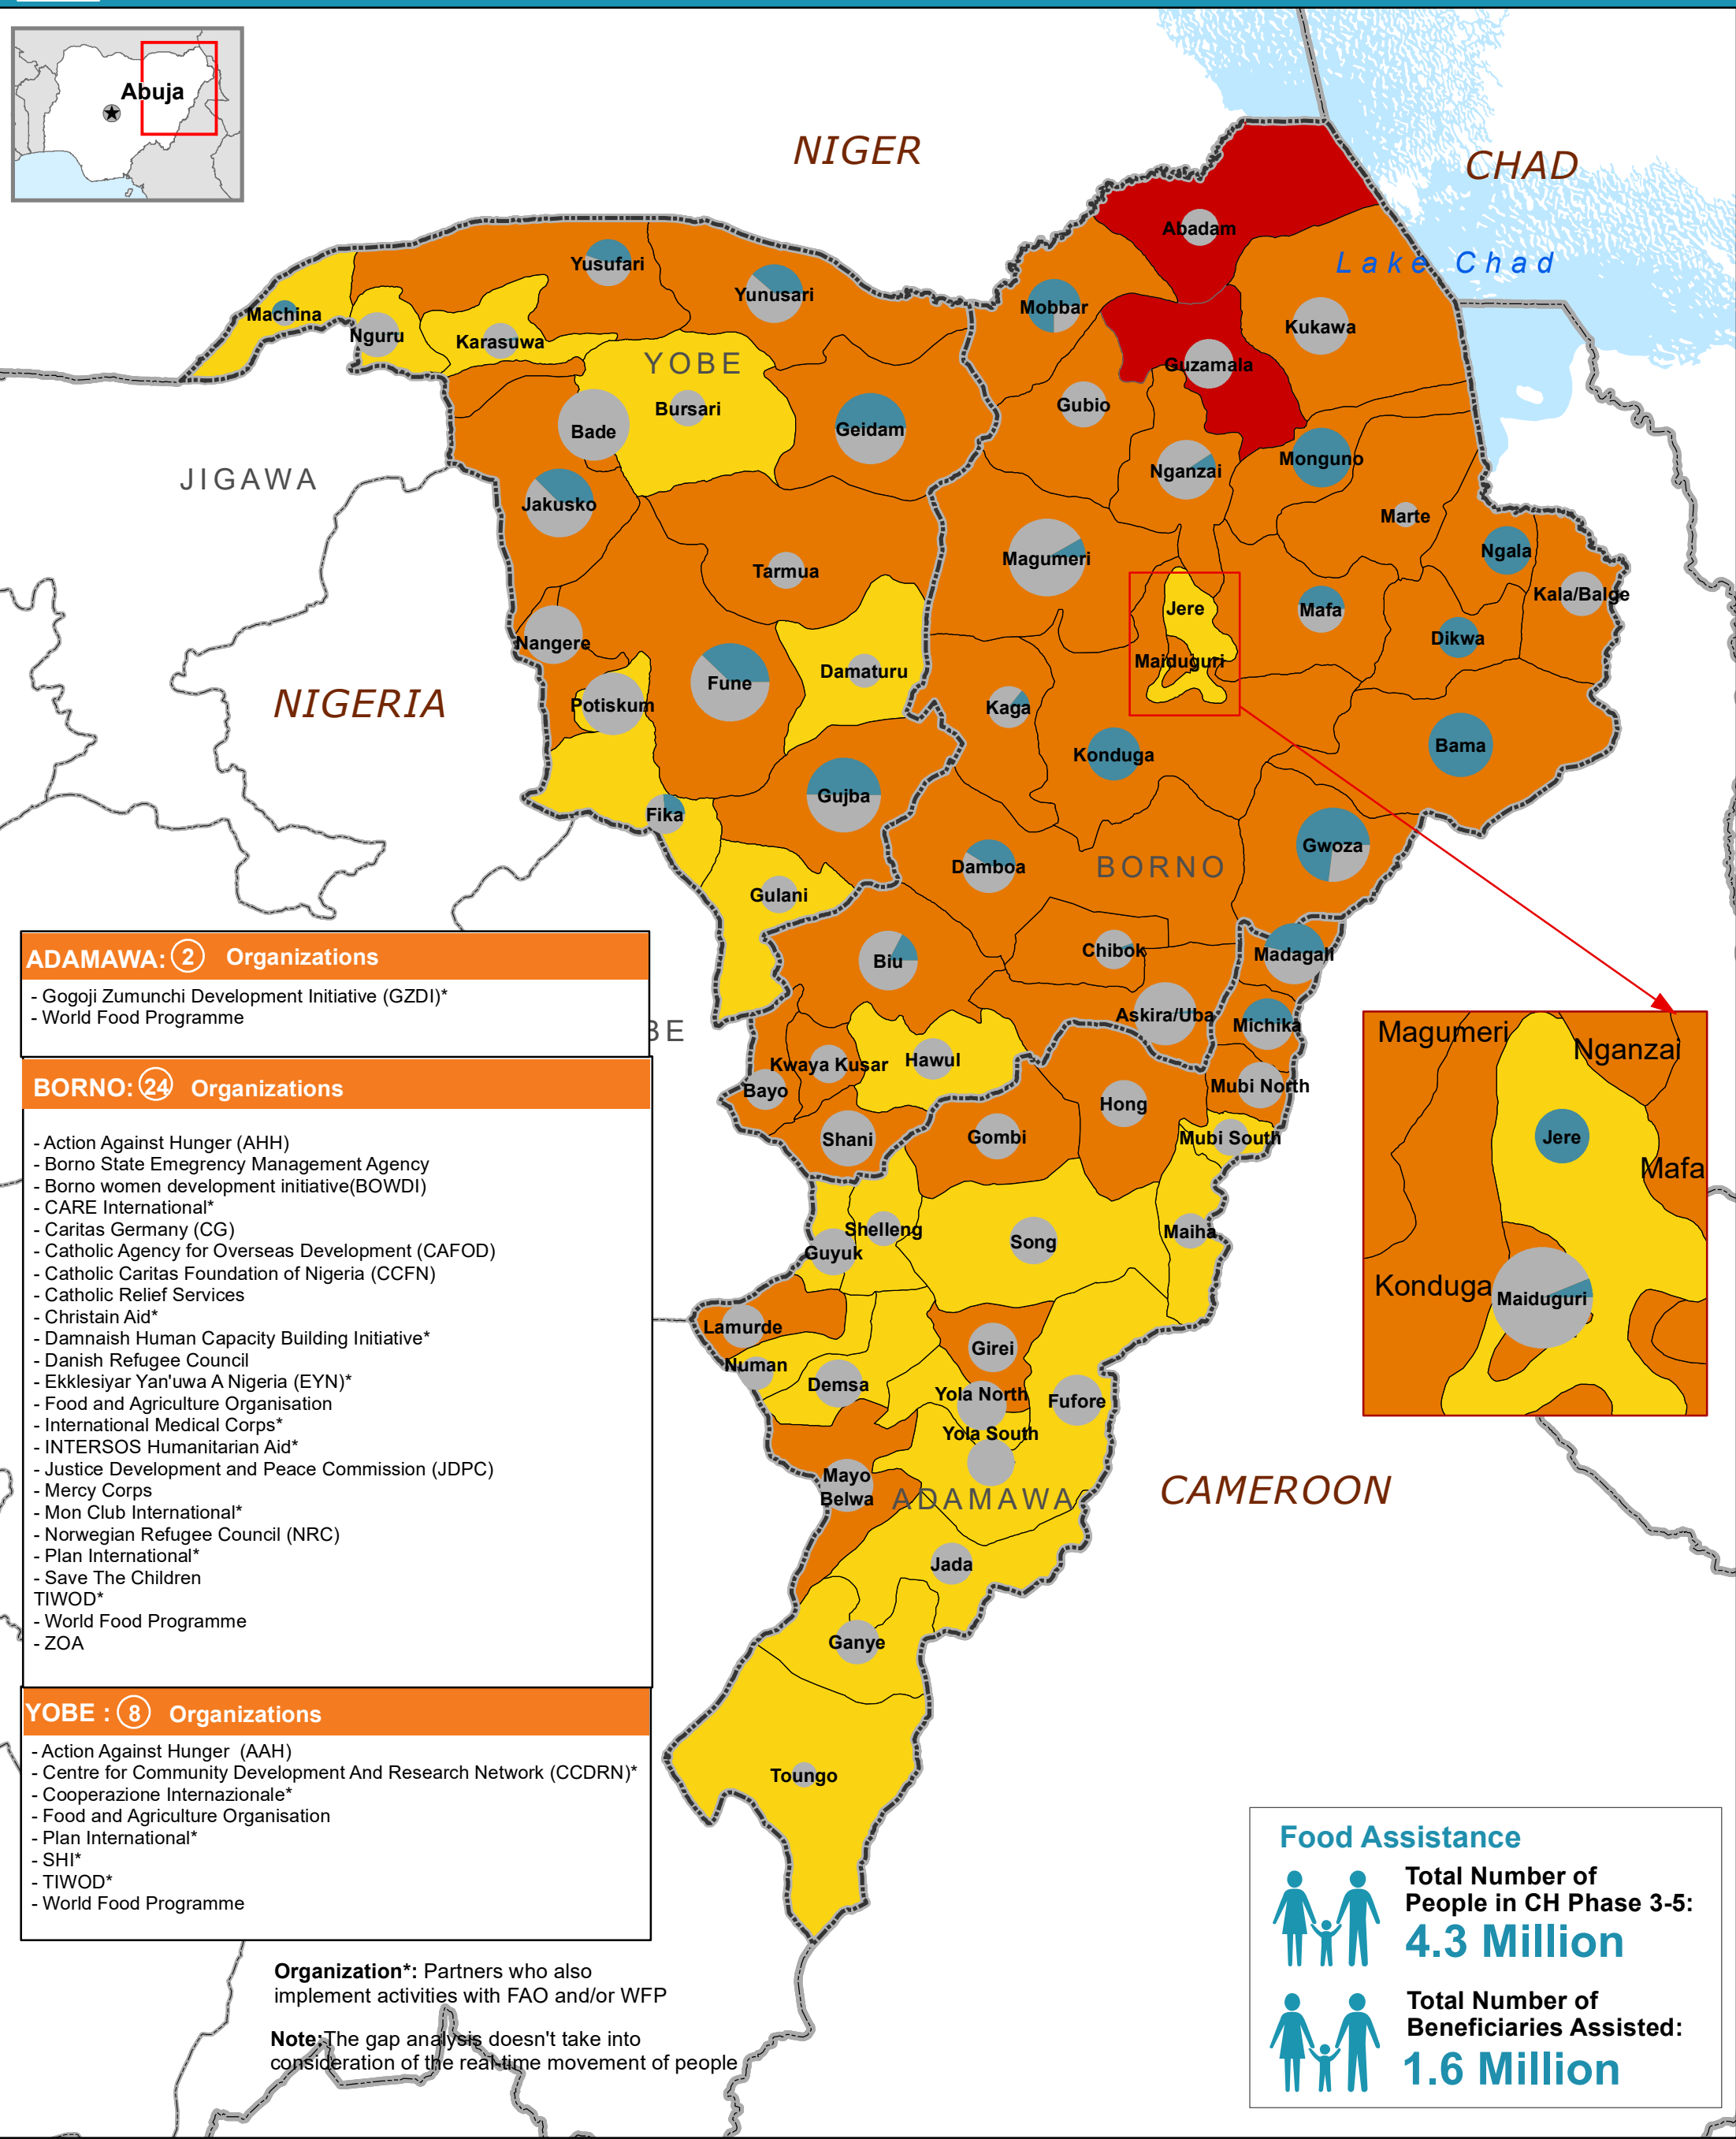 Abuja
NIGER
CHAD
Lake Chad
Abadam
Yusufari
Yunusari
Mobbar
Machina
Nguru
Karasuwa
Kukawa
YOBE
Guzamala
Bursari
Gubio
Bade
Geidam
JIGAWA
Nganzai
Monguno
Jakusko
Marte
Magumeri
Ngala
Tarmua
Kala/Balge
Jere
Mafa
Nangere
Dikwa
Maiduguri
Damaturu
Fune
NIGERIA
Potiskum
Kaga
Konduga
Bama
Gujba
Fika
Gwoza
Damboa
BORNO
Gulani
Chibok
Madagali
Biu
Askira/Uba
Michika
BE
Hawul
Kwaya Kusar
Bayo
Mubi North
Hong
Shani
Gombi
Mubi South
Shelleng
Maiha
Song
Guyuk
Lamurde
Girei
Numan
Demsa
Yola North
Fufore
Yola South
Mayo
Belwa
ADAMAWA
CAMEROON
Jada
Ganye
Toungo
Magumeri
Nganzai
Jere
Mafa
Konduga
Maiduguri
ADAMAWA: 2 Organizations
- Gogoji Zumunchi Development Initiative (GZDI)*
- World Food Programme
BORNO: 24 Organizations
- Action Against Hunger (AHH)
- Borno State Emegrency Management Agency
- Borno women development initiative(BOWDI)
- CARE International*
- Caritas Germany (CG)
- Catholic Agency for Overseas Development (CAFOD)
- Catholic Caritas Foundation of Nigeria (CCFN)
- Catholic Relief Services
- Christain Aid*
- Damnaish Human Capacity Building Initiative*
- Danish Refugee Council
- Ekklesiyar Yan'uwa A Nigeria (EYN)*
- Food and Agriculture Organisation
- International Medical Corps*
- INTERSOS Humanitarian Aid*
- Justice Development and Peace Commission (JDPC)
- Mercy Corps
- Mon Club International*
- Norwegian Refugee Council (NRC)
- Plan International*
- Save The Children
TIWOD*
- World Food Programme
- ZOA
YOBE : 8 Organizations
- Action Against Hunger (AAH)
- Centre for Community Development And Research Network (CCDRN)*
- Cooperazione Internazionale*
- Food and Agriculture Organisation
- Plan International*
- SHI*
- TIWOD*
- World Food Programme
Organization*: Partners who also
implement activities with FAO and/or WFP
Note:The gap analysis doesn't take into
consideration of the real-time movement of people
Food Assistance
Total Number of
People in CH Phase 3-5:
4.3 Million
Total Number of
Beneficiaries Assisted:
1.6 Million